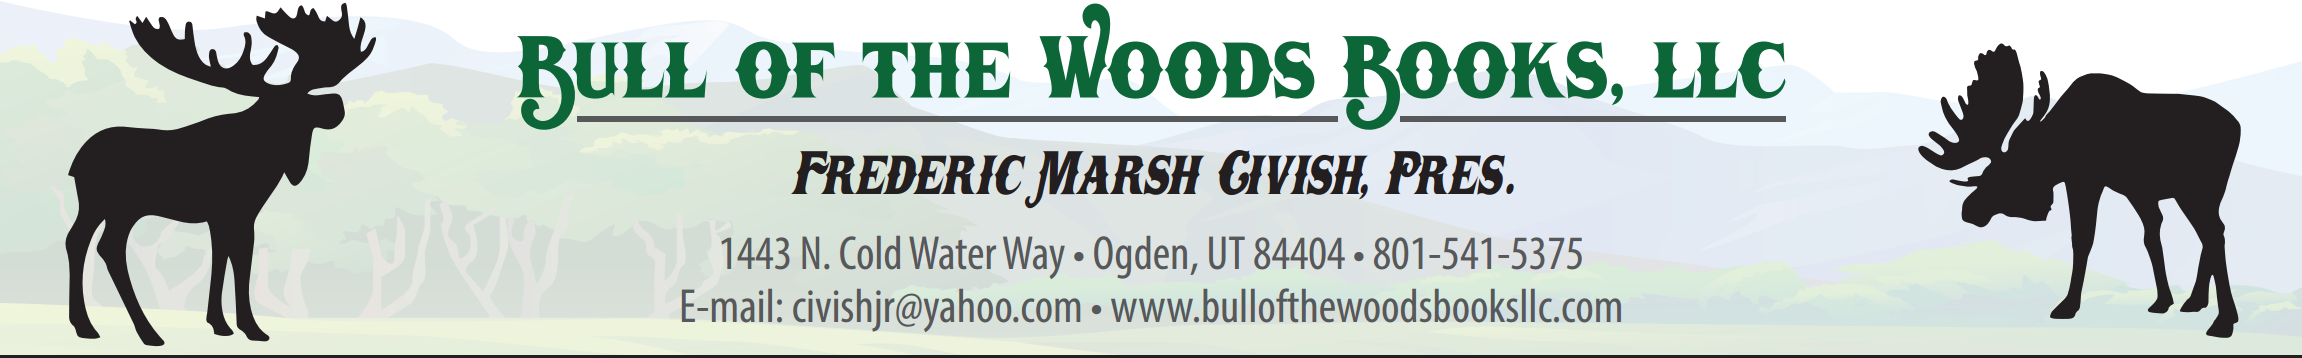 Bull of the Woods Books, LLC
Frederic Marsh Civish, Pres.
1443 N. Cold Water Way • Ogden, UT 84404 • 801-541-5375
E-mail: civishjr@yahoo.com • www.bullofthewoodsbooksllc.com